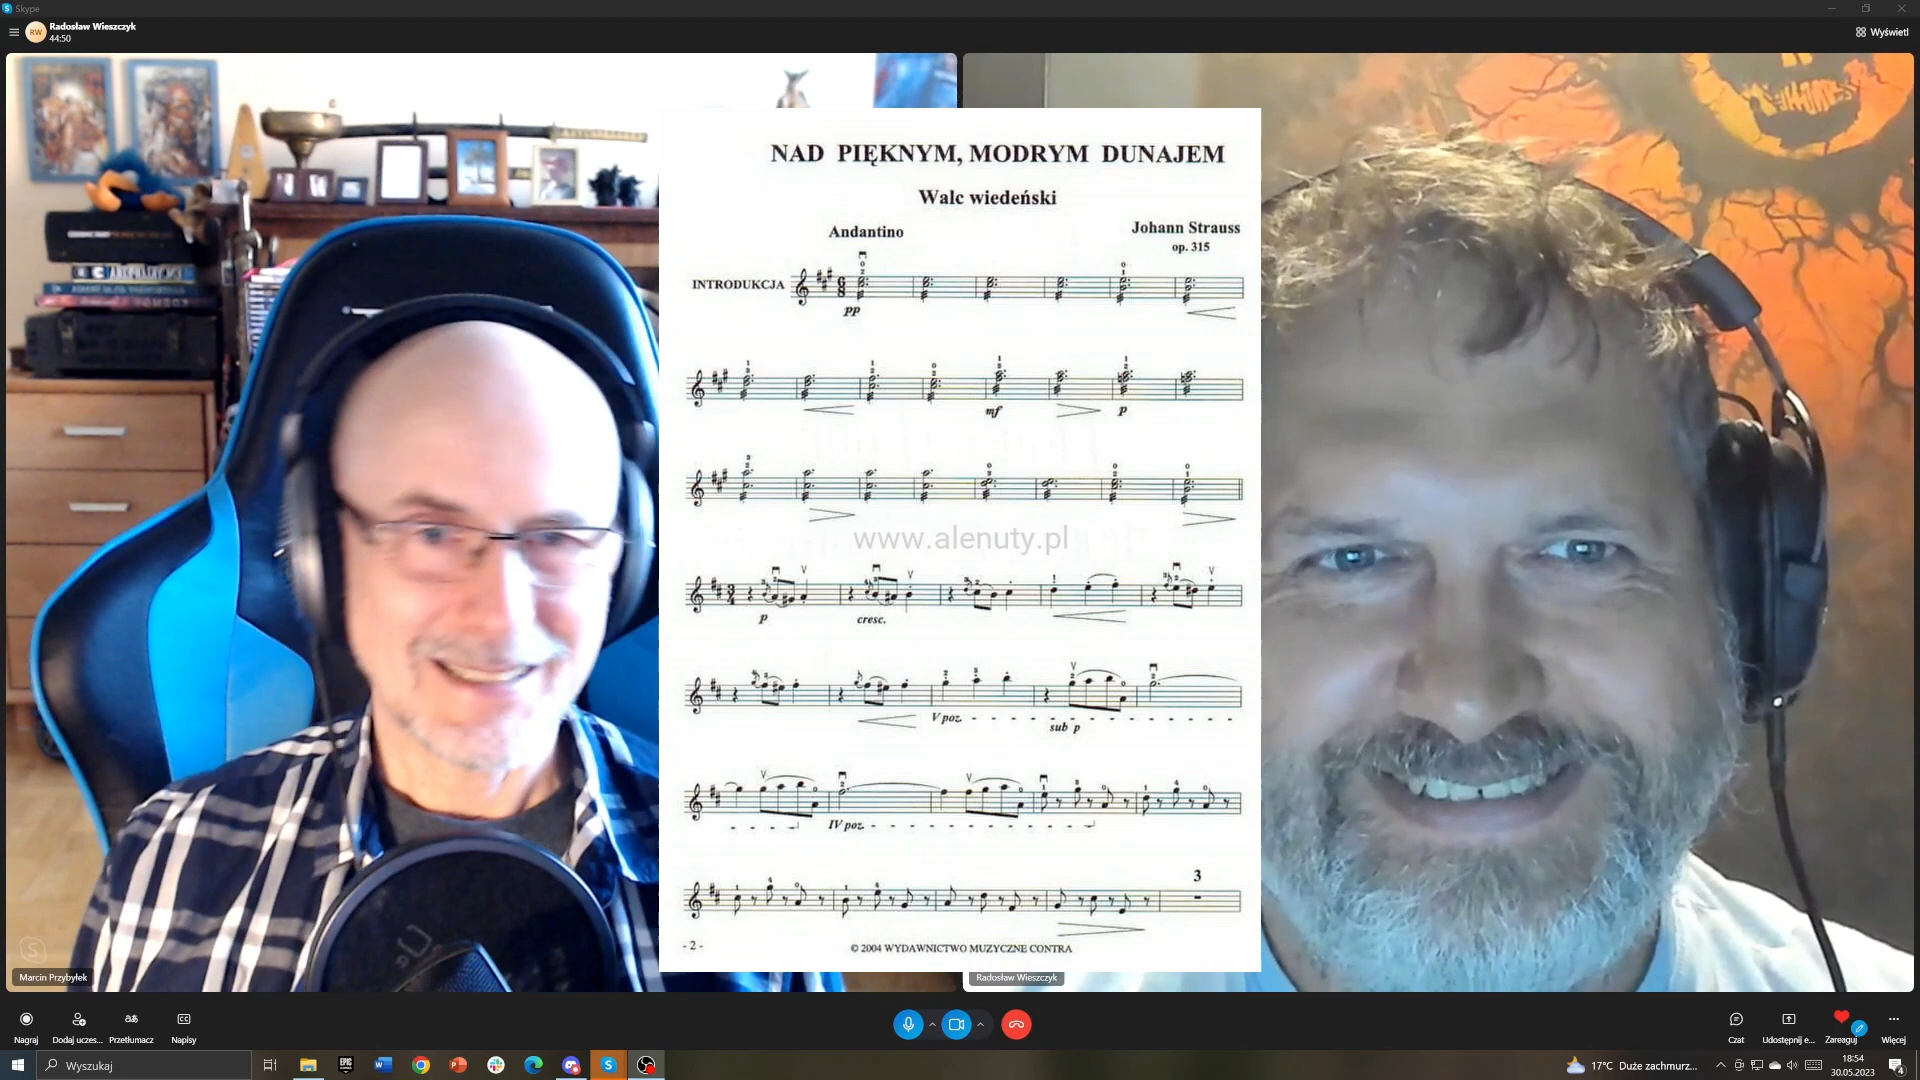 Skype
RW
Radosław Wieszczyk
44:50
Wyświetl
NAD PIĘKNYM, MODRYM DUNAJEM
Walc wiedeński
Andantino
Johann Strauss
op. 315
INTRODUKCJA
pp
mf
p
www.alenuty.pl
p
cresc.
V poz.
sub p
IV poz.
3
- 2 -
© 2004 WYDAWNICTWO MUZYCZNE CONTRA
Marcin Przybyłek
Radosław Wieszczyk
Nagraj
Dodaj uczes...
Przetłumacz
Napisy
Czat
Udostępnij e...
Zareaguj
Więcej
Wyszukaj
17°C Duże zachmurz...
18:54
30.05.2023
4